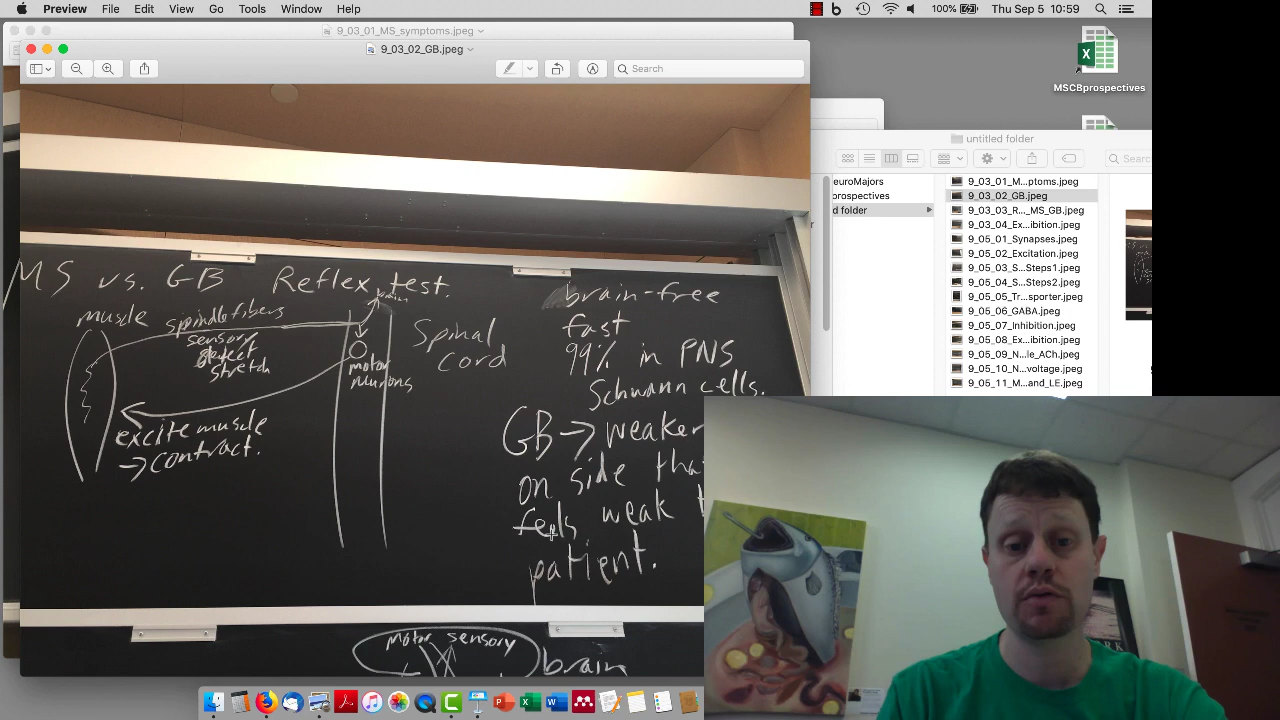 Preview File Edit View Go Tools Window Help
100% Thu Sep 5 10:59
9_03_01_MS_symptoms.jpeg
9_03_02_GB.jpeg
Search
MSCBprospectives
untitled folder
Search
euroMajors
prospectives
d folder
9_03_01_M...ptoms.jpeg
9_03_02_GB.jpeg
9_03_03_R..._MS_GB.jpeg
9_03_04_Ex...ibition.jpeg
9_05_01_Synapses.jpeg
9_05_02_Excitation.jpeg
9_05_03_S...Steps1.jpeg
9_05_04_S...Steps2.jpeg
9_05_05_Tr...sporter.jpeg
9_05_06_GABA.jpeg
9_05_07_Inhibition.jpeg
9_05_08_Ex...ibition.jpeg
9_05_09_N...le_ACh.jpeg
9_05_10_N...voltage.jpeg
9_05_11_M...and_LE.jpeg
MS vs. GB Reflex test.
muscle
spindle fibers
sensory
detect
stretch
motor
neurons
Spinal
cord
excite muscle
→ contract.
brain-free
fast
99% in PNS
Schwann cells.
GB → weaker
on side tha
feels weak t
patient.
motor sensory
brain